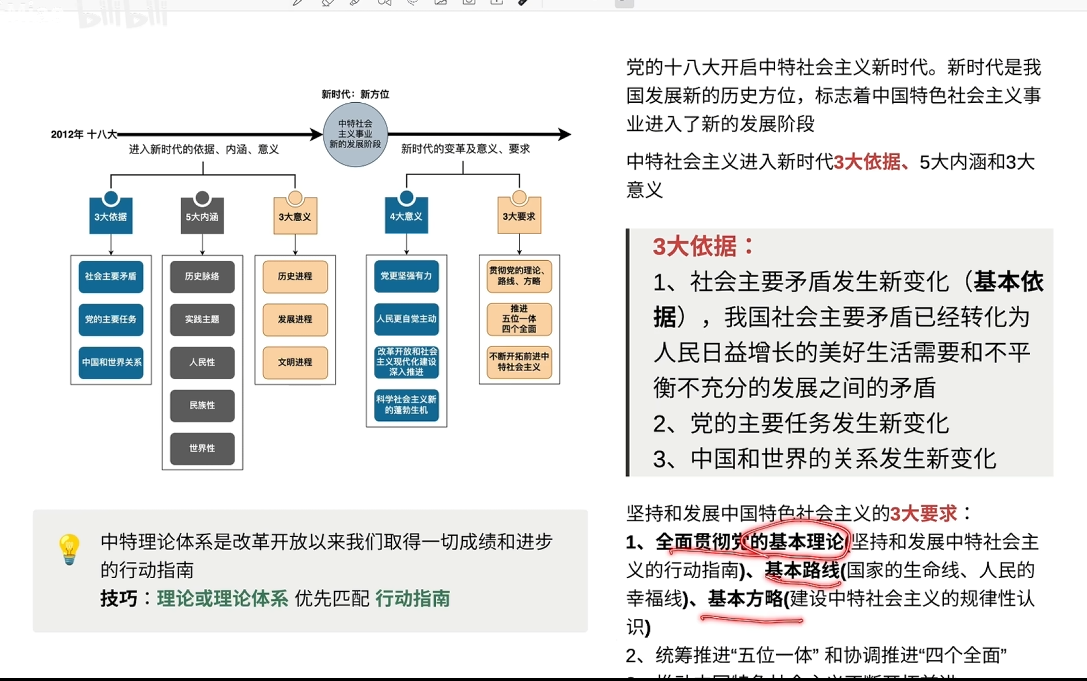 bilibili
新时代：新方位
2012年 十八大
中特社会
主义事业
新的发展阶段
进入新时代的依据、内涵、意义
新时代的变革及意义、要求
3大依据
5大内涵
3大意义
4大意义
3大要求
社会主要矛盾
党的主要任务
中国和世界关系
历史脉络
实践主题
人民性
民族性
世界性
历史进程
发展进程
文明进程
党更坚强有力
人民更自觉主动
改革开放和社会
主义现代化建设
深入推进
科学社会主义新
的蓬勃生机
贯彻党的理论、
路线、方略
推进
五位一体
四个全面
不断开拓前进中
特社会主义
中特理论体系是改革开放以来我们取得一切成绩和进步
的行动指南
技巧：理论或理论体系 优先匹配 行动指南
党的十八大开启中特社会主义新时代。新时代是我
国发展新的历史方位，标志着中国特色社会主义事
业进入了新的发展阶段
中特社会主义进入新时代3大依据、5大内涵和3大
意义
3大依据：
1、社会主要矛盾发生新变化（基本依
据），我国社会主要矛盾已经转化为
人民日益增长的美好生活需要和不平
衡不充分的发展之间的矛盾
2、党的主要任务发生新变化
3、中国和世界的关系发生新变化
坚持和发展中国特色社会主义的3大要求：
1、全面贯彻党的基本理论(坚持和发展中特社会主
义的行动指南)、基本路线(国家的生命线、人民的
幸福线)、基本方略(建设中特社会主义的规律性认
识)
2、统筹推进“五位一体” 和协调推进“四个全面”